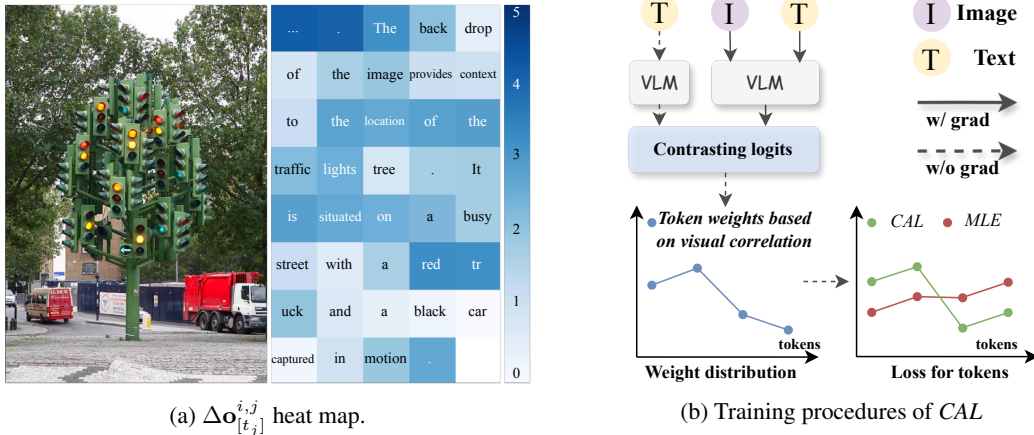 ... . The back drop
of the image provides context
to the location of the
traffic lights tree . It
is situated on a busy
street with a red tr
uck and a black car
captured in motion .
5
4
3
2
1
0
(a) Δo^{i,j}_{[t_j]} heat map.
T I T
VLM VLM
Contrasting logits
I Image
T Text
w/ grad
w/o grad
Token weights based
on visual correlation
tokens
Weight distribution
CAL MLE
tokens
Loss for tokens
(b) Training procedures of CAL